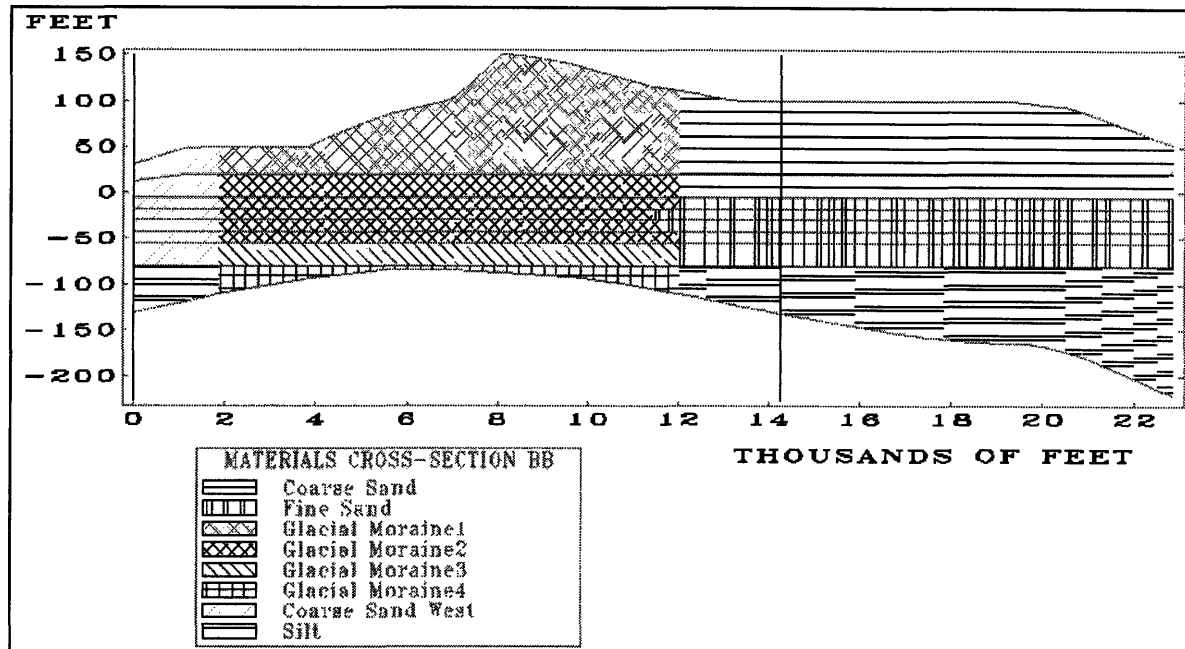 FEET
150
100
50
0
-50
-100
-150
-200
0 2 4 6 8 10 12 14 16 18 20 22
THOUSANDS OF FEET
MATERIALS CROSS-SECTION BB
Coarse Sand
Fine Sand
Glacial Moraine1
Glacial Moraine2
Glacial Moraine3
Glacial Moraine4
Coarse Sand West
Silt